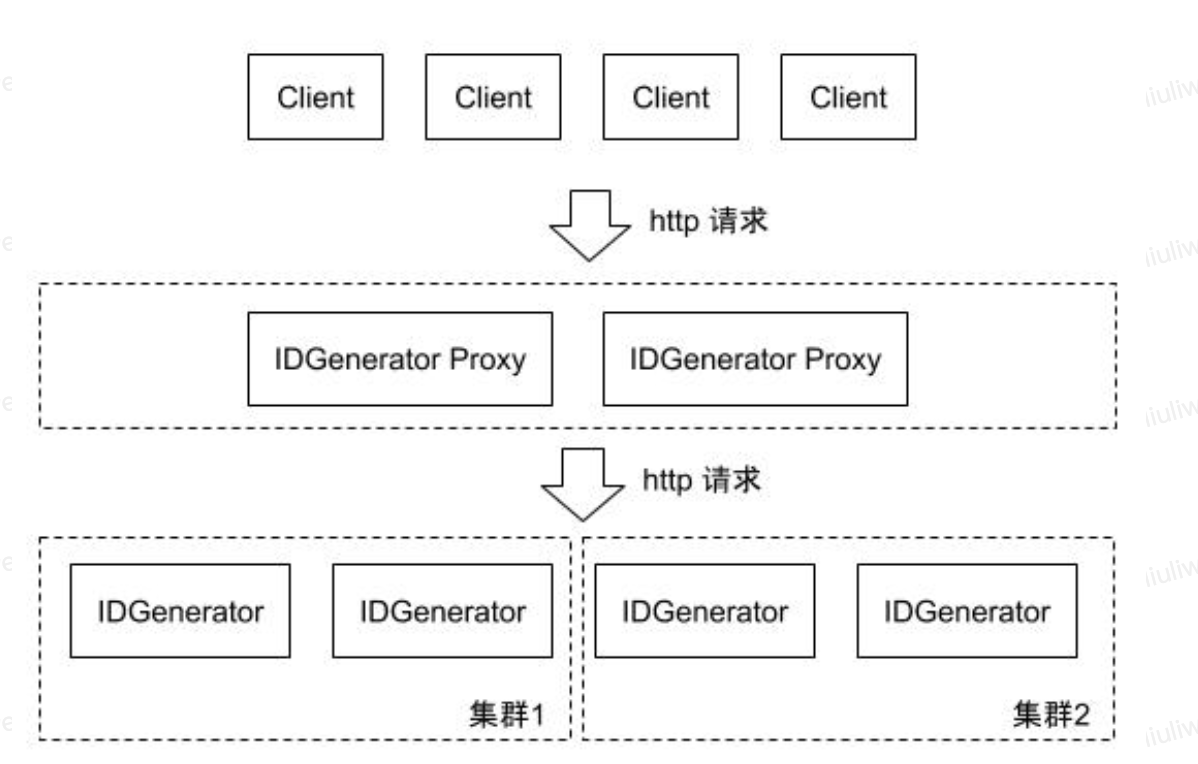 Client Client Client Client
http 请求
IDGenerator Proxy IDGenerator Proxy
http 请求
IDGenerator IDGenerator IDGenerator IDGenerator
集群1 集群2